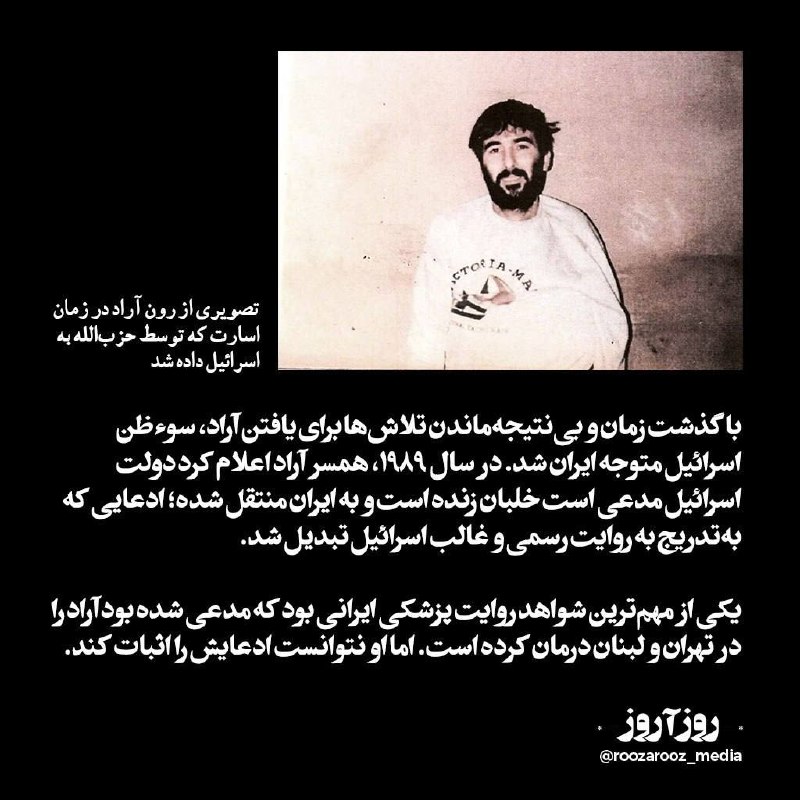 تصویری از رون آراد در زمان
اسارت که توسط حزب‌الله به
اسرائیل داده شد
CTORIA-MA
با گذشت زمان و بی نتیجه‌ماندن تلاش‌ها برای یافتن آراد، سوءظن
اسرائیل متوجه ایران شد. در سال ۱۹۸۹، همسر آراد اعلام کرد دولت
اسرائیل مدعی است خلبان زنده است و به ایران منتقل شده؛ ادعایی که
به‌تدریج به روایت رسمی و غالب اسرائیل تبدیل شد.
یکی از مهم‌ترین شواهد روایت پزشکی ایرانی بود که مدعی شده بود آراد را
در تهران و لبنان درمان کرده است. اما او نتوانست ادعایش را اثبات کند.
* روزآروز *
@roozarooz_media